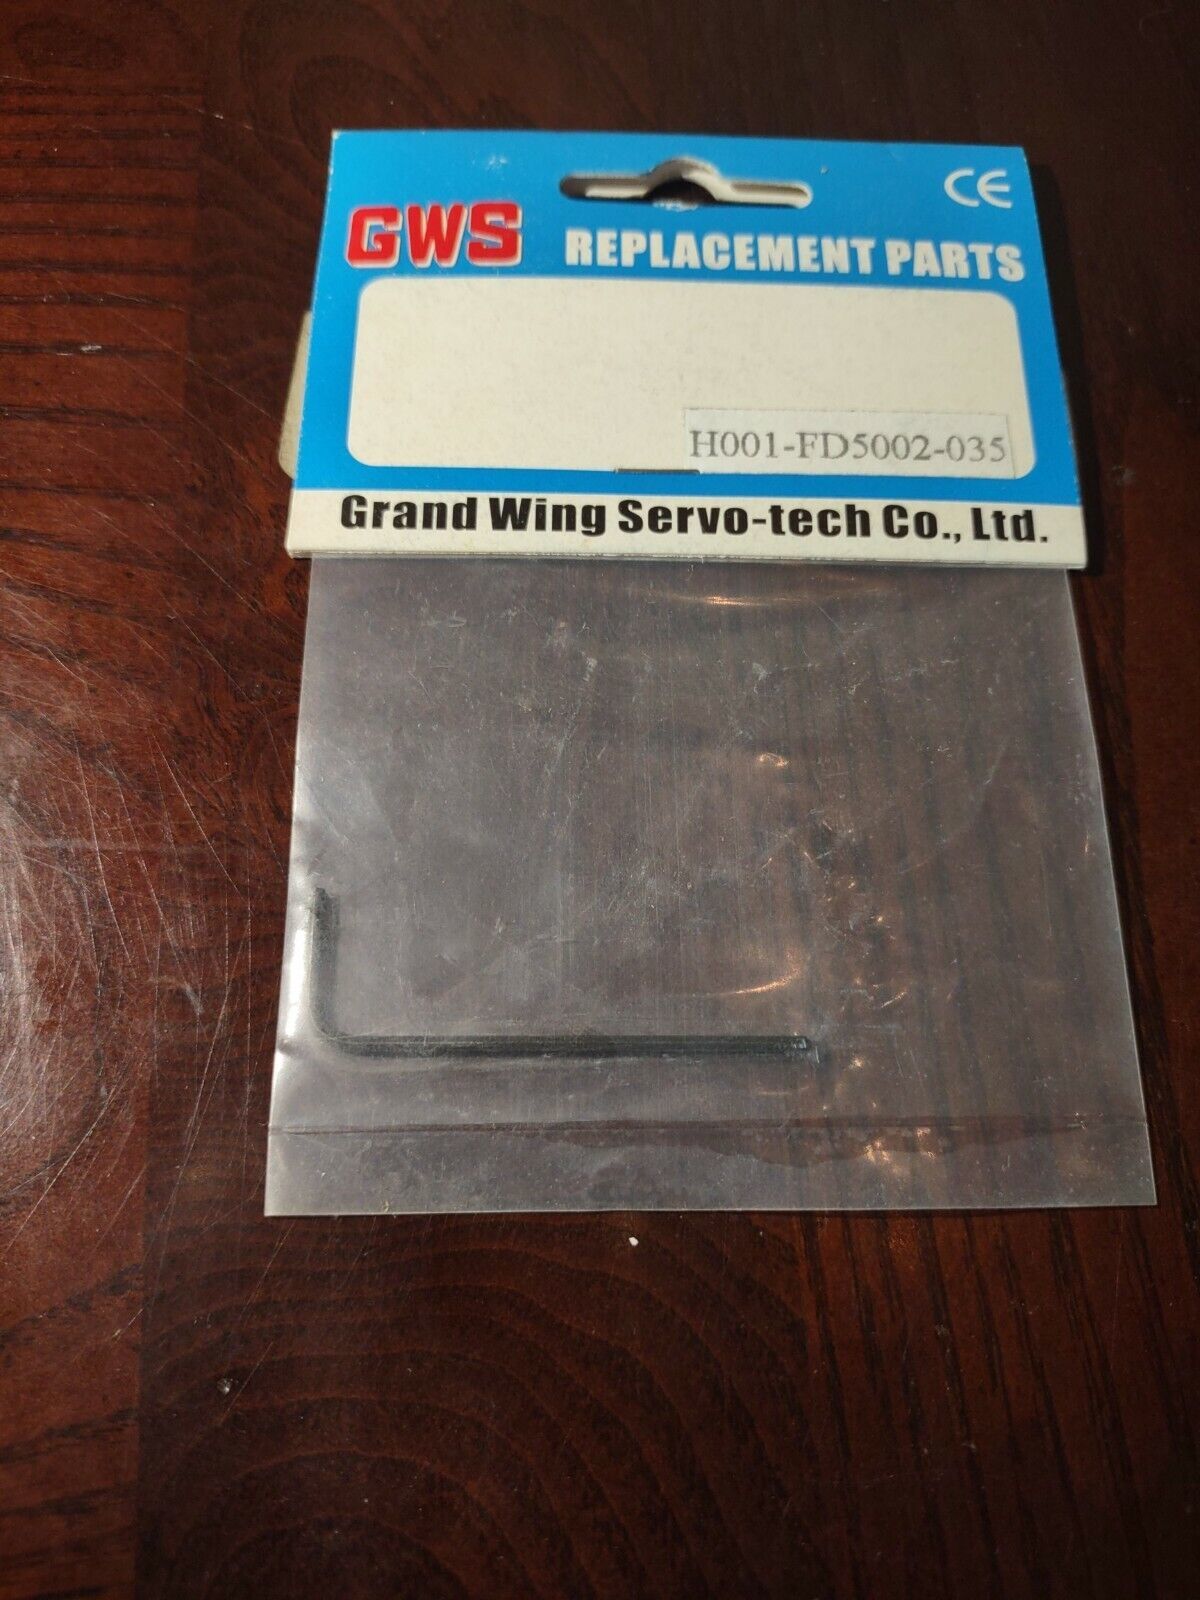 CE
GWS REPLACEMENT PARTS
H001-FD5002-035
Grand Wing Servo-tech Co., Ltd.